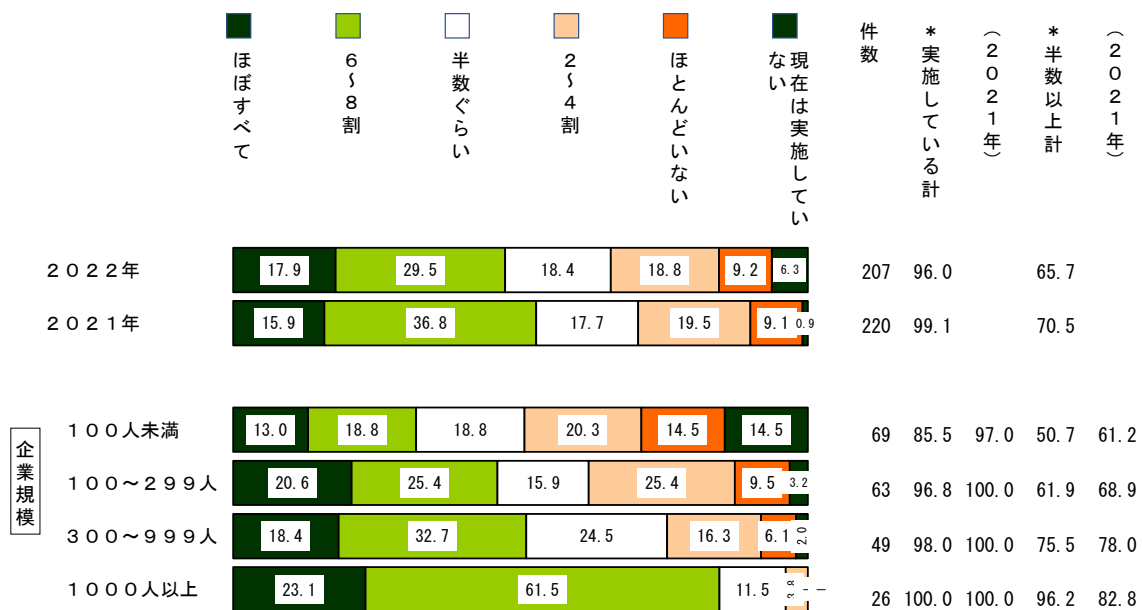 ほぼすべて
6～8割
半数ぐらい
2～4割
ほとんどいない
現在は実施していない
件数
＊実施している計
（２０２１年）
＊半数以上計
（２０２１年）
２０２２年 17.9 29.5 18.4 18.8 9.2 6.3 207 96.0 65.7
２０２１年 15.9 36.8 17.7 19.5 9.1 0.9 220 99.1 70.5
企業規模
１００人未満 13.0 18.8 18.8 20.3 14.5 14.5 69 85.5 97.0 50.7 61.2
１００～２９９人 20.6 25.4 15.9 25.4 9.5 3.2 63 96.8 100.0 61.9 68.9
３００～９９９人 18.4 32.7 24.5 16.3 6.1 2.0 49 98.0 100.0 75.5 78.0
１０００人以上 23.1 61.5 11.5 3.8 - - 26 100.0 100.0 96.2 82.8